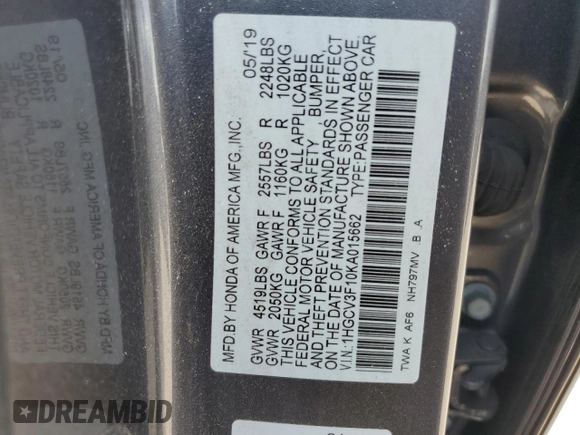 MFD.BY HONDA OF AMERICA MFG.,INC. 05/19
GVWR 4519LBS GAWR F 2557LBS R 2248LBS
GVWR 2050KG GAWR F 1160KG R 1020KG
THIS VEHICLE CONFORMS TO ALL APPLICABLE
FEDERAL MOTOR VEHICLE SAFETY , BUMPER,
AND THEFT PREVENTION STANDARDS IN EFFECT
ON THE DATE OF MANUFACTURE SHOWN ABOVE.
V.I.N.:1HGCV3F10KA015662 TYPE:PASSENGER CAR
TWA K AF6 NH797MV B A
DREAMBID